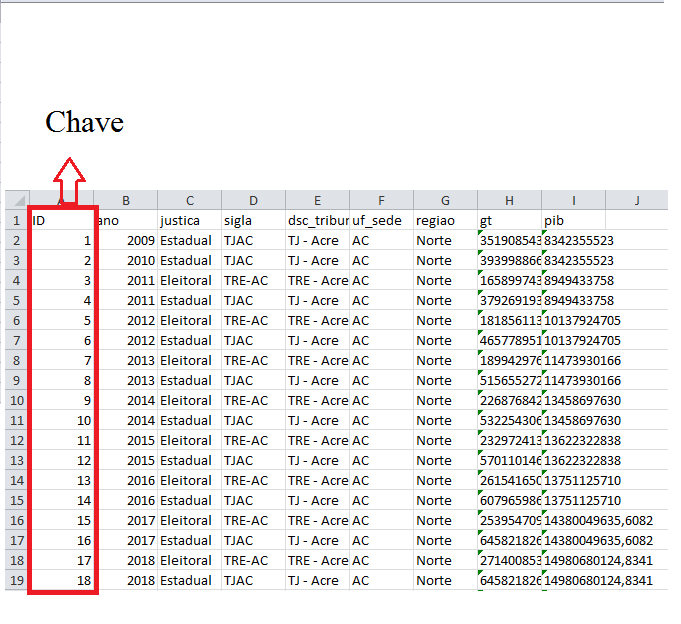 Chave
A B C D E F G H I J
1 ID ano justica sigla dsc_tribur uf_sede regiao gt pib
2 1 2009 Estadual TJAC TJ - Acre AC Norte 351908543 8342355523
3 2 2010 Estadual TJAC TJ - Acre AC Norte 393998866 8342355523
4 3 2011 Eleitoral TRE-AC TRE - Acre AC Norte 165899743 8949433758
5 4 2011 Estadual TJAC TJ - Acre AC Norte 379269193 8949433758
6 5 2012 Eleitoral TRE-AC TRE - Acre AC Norte 181856113 10137924705
7 6 2012 Estadual TJAC TJ - Acre AC Norte 465778951 10137924705
8 7 2013 Eleitoral TRE-AC TRE - Acre AC Norte 189942976 11473930166
9 8 2013 Estadual TJAC TJ - Acre AC Norte 515655272 11473930166
10 9 2014 Eleitoral TRE-AC TRE - Acre AC Norte 226876842 13458697630
11 10 2014 Estadual TJAC TJ - Acre AC Norte 532254306 13458697630
12 11 2015 Eleitoral TRE-AC TRE - Acre AC Norte 232972413 13622322838
13 12 2015 Estadual TJAC TJ - Acre AC Norte 570110146 13622322838
14 13 2016 Eleitoral TRE-AC TRE - Acre AC Norte 261541650 13751125710
15 14 2016 Estadual TJAC TJ - Acre AC Norte 607965986 13751125710
16 15 2017 Eleitoral TRE-AC TRE - Acre AC Norte 253954709 14380049635,6082
17 16 2017 Estadual TJAC TJ - Acre AC Norte 645821826 14380049635,6082
18 17 2018 Eleitoral TRE-AC TRE - Acre AC Norte 271400853 14980680124,8341
19 18 2018 Estadual TJAC TJ - Acre AC Norte 645821826 14980680124,8341